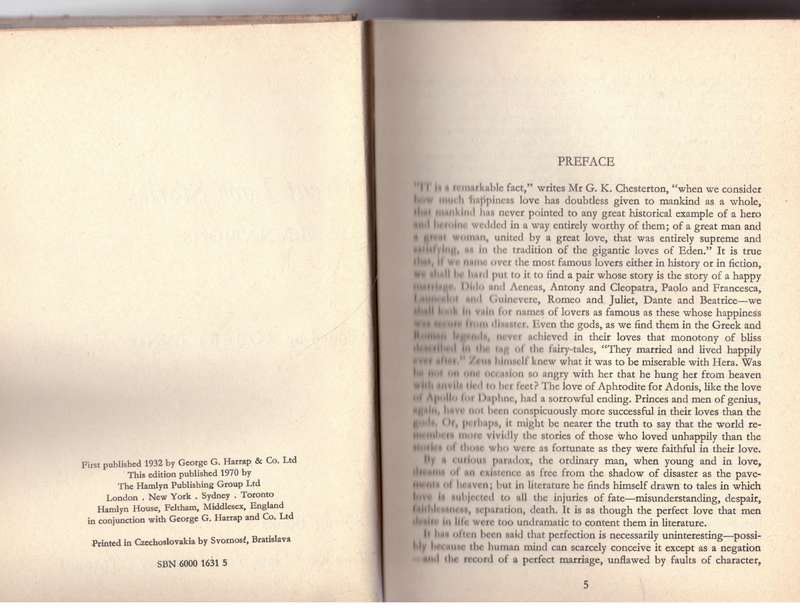 First published 1932 by George G. Harrap & Co. Ltd
This edition published 1970 by
The Hamlyn Publishing Group Ltd
London . New York . Sydney . Toronto
Hamlyn House, Feltham, Middlesex, England
in conjunction with George G. Harrap and Co. Ltd
Printed in Czechoslovakia by Svornosť, Bratislava
SBN 6000 1631 5
PREFACE
"IT is a remarkable fact," writes Mr G. K. Chesterton, "when we consider
how much happiness love has doubtless given to mankind as a whole,
that mankind has never pointed to any great historical example of a hero
and heroine wedded in a way entirely worthy of them; of a great man and
a great woman, united by a great love, that was entirely supreme and
satisfying, as in the tradition of the gigantic loves of Eden." It is true
that, if we name over the most famous lovers either in history or in fiction,
we shall be hard put to it to find a pair whose story is the story of a happy
marriage. Dido and Aeneas, Antony and Cleopatra, Paolo and Francesca,
Launcelot and Guinevere, Romeo and Juliet, Dante and Beatrice—we
shall look in vain for names of lovers as famous as these whose happiness
was secure from disaster. Even the gods, as we find them in the Greek and
Roman legends, never achieved in their loves that monotony of bliss
described in the tag of the fairy-tales, "They married and lived happily
ever after." Zeus himself knew what it was to be miserable with Hera. Was
he not on one occasion so angry with her that he hung her from heaven
with anvils tied to her feet? The love of Aphrodite for Adonis, like the love
of Apollo for Daphne, had a sorrowful ending. Princes and men of genius,
again, have not been conspicuously more successful in their loves than the
gods. Or, perhaps, it might be nearer the truth to say that the world re-
members more vividly the stories of those who loved unhappily than the
stories of those who were as fortunate as they were faithful in their love.
By a curious paradox, the ordinary man, when young and in love,
dreams of an existence as free from the shadow of disaster as the pave-
ments of heaven; but in literature he finds himself drawn to tales in which
love is subjected to all the injuries of fate—misunderstanding, despair,
faithlessness, separation, death. It is as though the perfect love that men
desire in life were too undramatic to content them in literature.
It has often been said that perfection is necessarily uninteresting—possi-
bly because the human mind can scarcely conceive it except as a negation
—and the record of a perfect marriage, unflawed by faults of character,
5